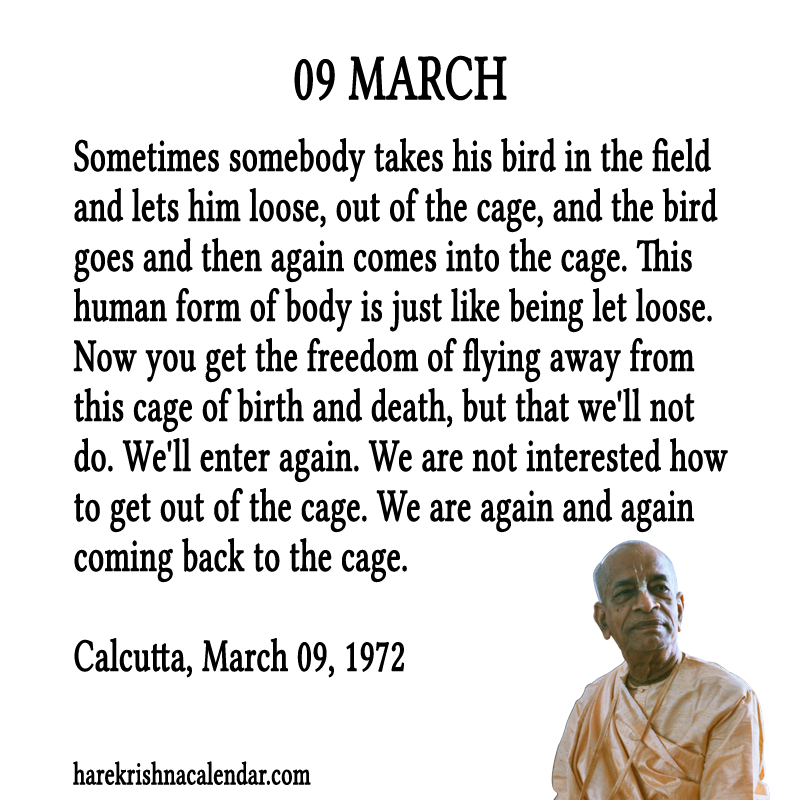 09 MARCH
Sometimes somebody takes his bird in the field
and lets him loose, out of the cage, and the bird
goes and then again comes into the cage. This
human form of body is just like being let loose.
Now you get the freedom of flying away from
this cage of birth and death, but that we'll not
do. We'll enter again. We are not interested how
to get out of the cage. We are again and again
coming back to the cage.
Calcutta, March 09, 1972
harekrishnacalendar.com